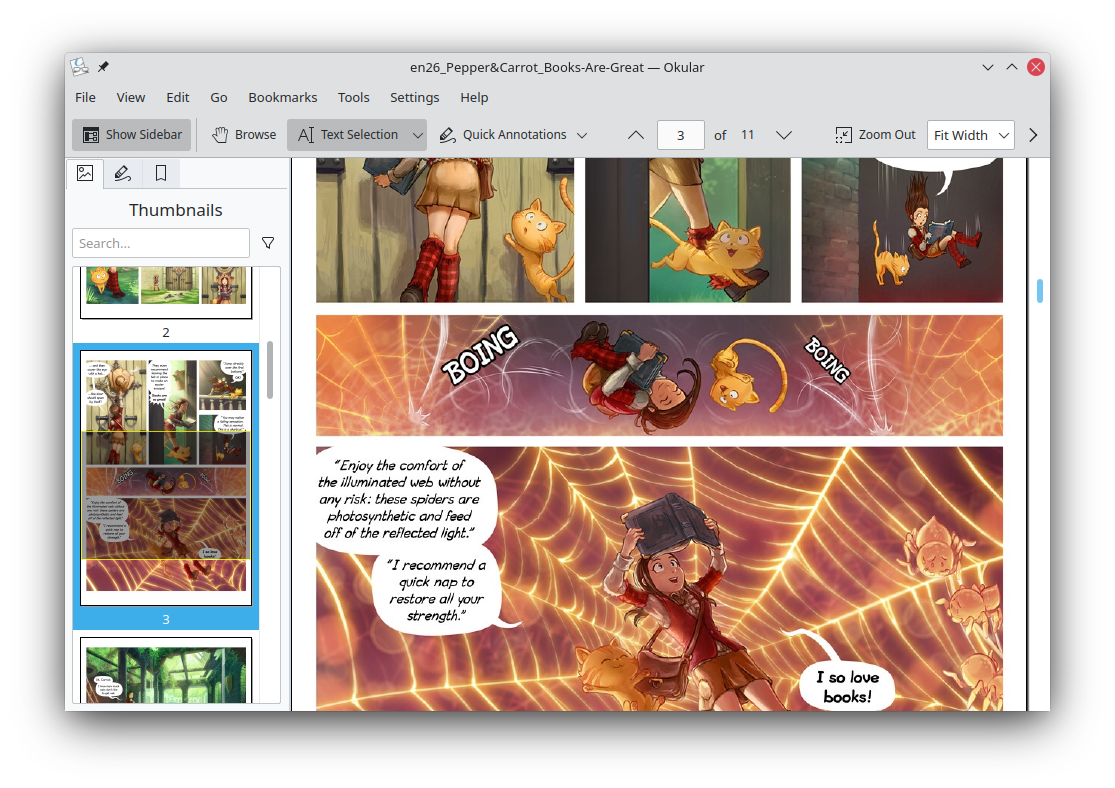 en26_Pepper&Carrot_Books-Are-Great — Okular
File View Edit Go Bookmarks Tools Settings Help
Show Sidebar Browse Text Selection Quick Annotations 3 of 11 Zoom Out Fit Width
Thumbnails
Search...
2
3
BOING
BOING
"Enjoy the comfort of
the illuminated web without
any risk: these spiders are
photosynthetic and feed
off of the reflected light."
"I recommend a
quick nap to
restore all your
strength."
I so love
books!